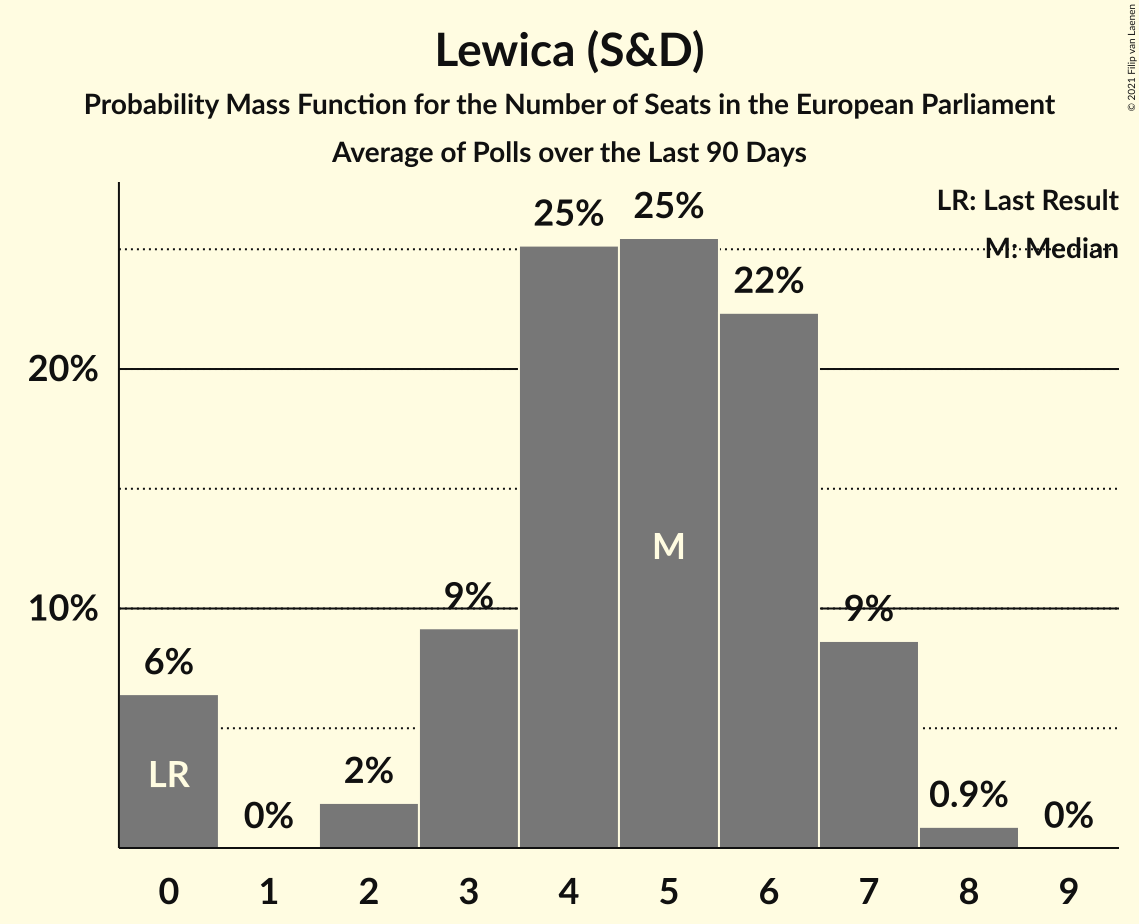 Lewica (S&D)
Probability Mass Function for the Number of Seats in the European Parliament
Average of Polls over the Last 90 Days
© 2021 Filip van Laenen
LR: Last Result
M: Median
25%
25%
22%
20%
M
9%
10%
9%
6%
LR
2%
0.9%
0%
0%
0 1 2 3 4 5 6 7 8 9